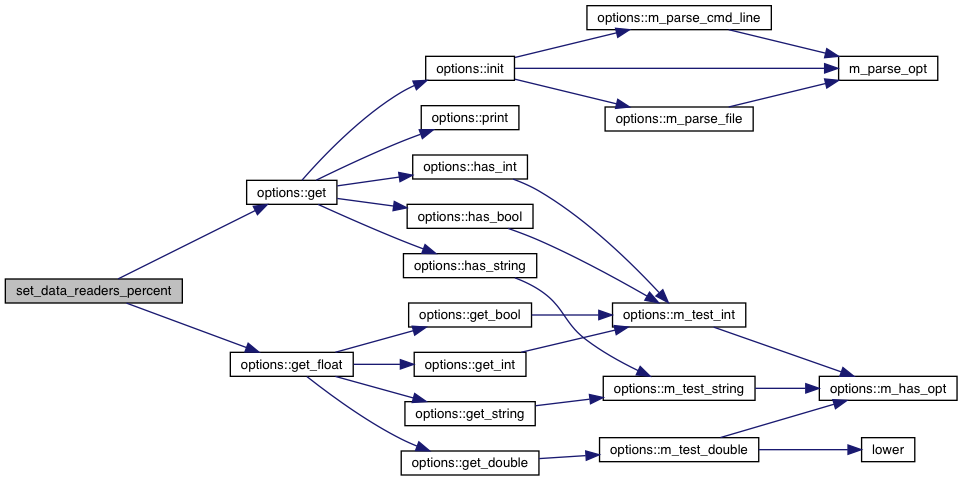 options::m_parse_cmd_line
options::init
m_parse_opt
options::print
options::m_parse_file
options::has_int
options::get
options::has_bool
options::has_string
set_data_readers_percent
options::get_bool
options::m_test_int
options::get_float
options::get_int
options::m_test_string
options::m_has_opt
options::get_string
options::m_test_double
lower
options::get_double